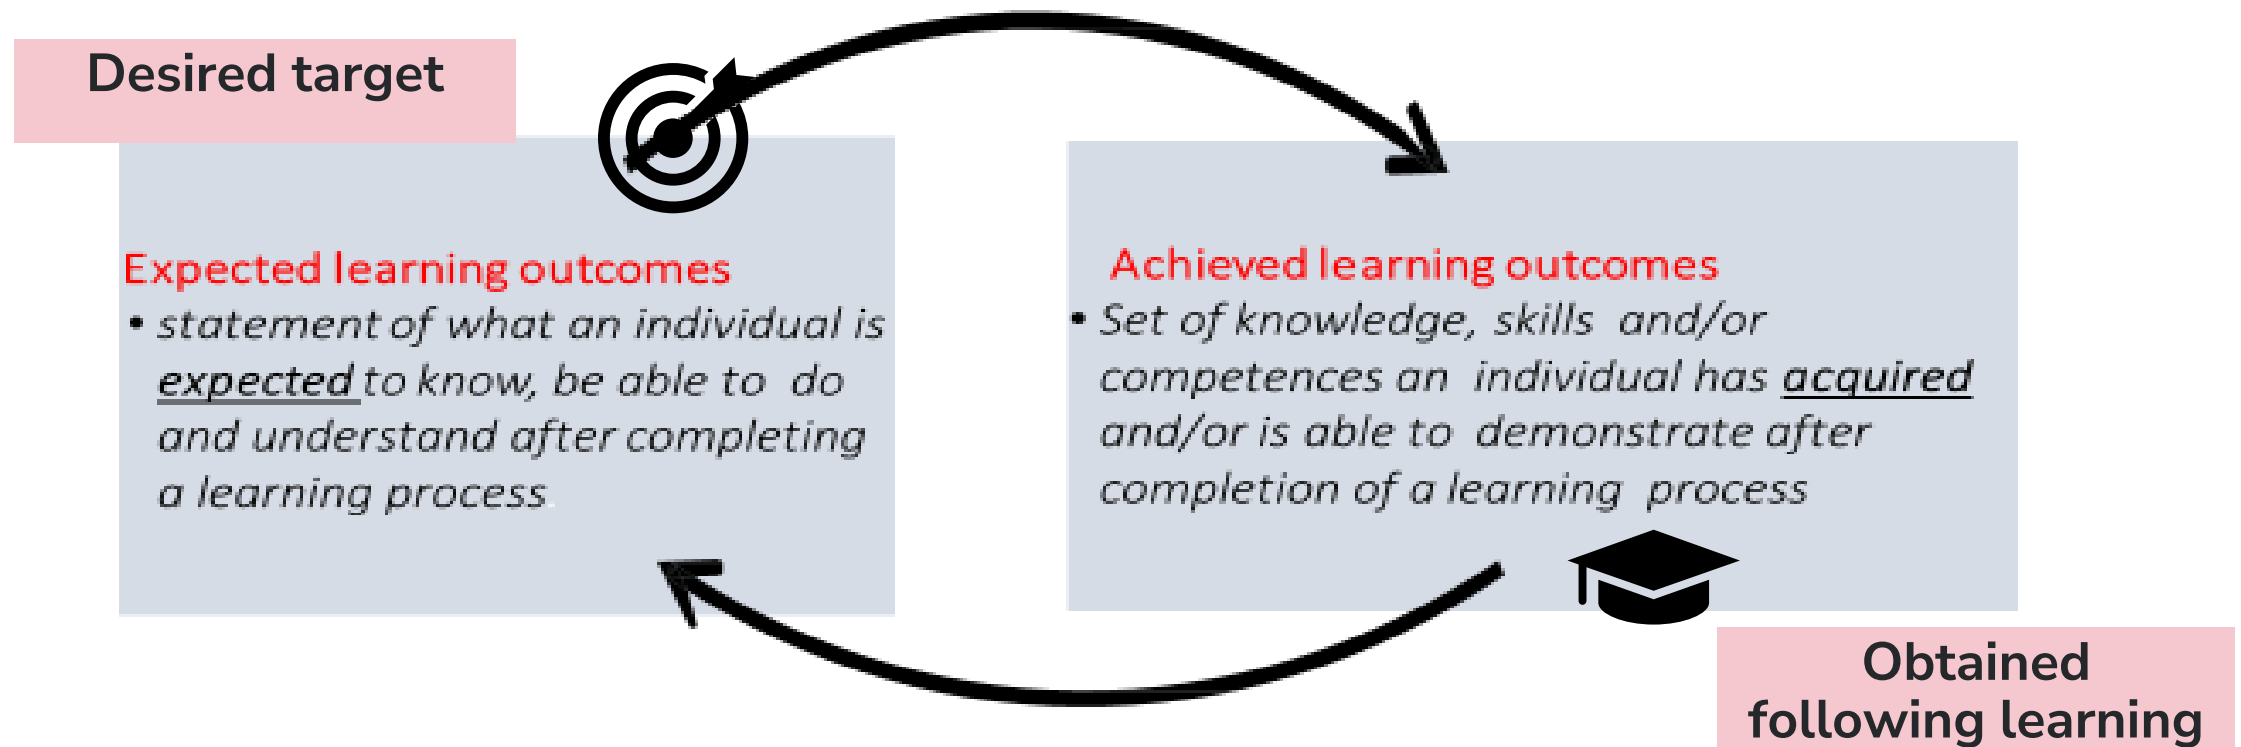 Desired target
Expected learning outcomes
• statement of what an individual is
expected to know, be able to do
and understand after completing
a learning process.
Achieved learning outcomes
• Set of knowledge, skills and/or
competences an individual has acquired
and/or is able to demonstrate after
completion of a learning process
Obtained
following learning